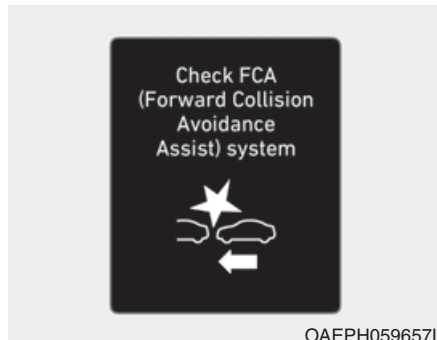 Check FCA
(Forward Collision
Avoidance
Assist) system
OAEPH059657L